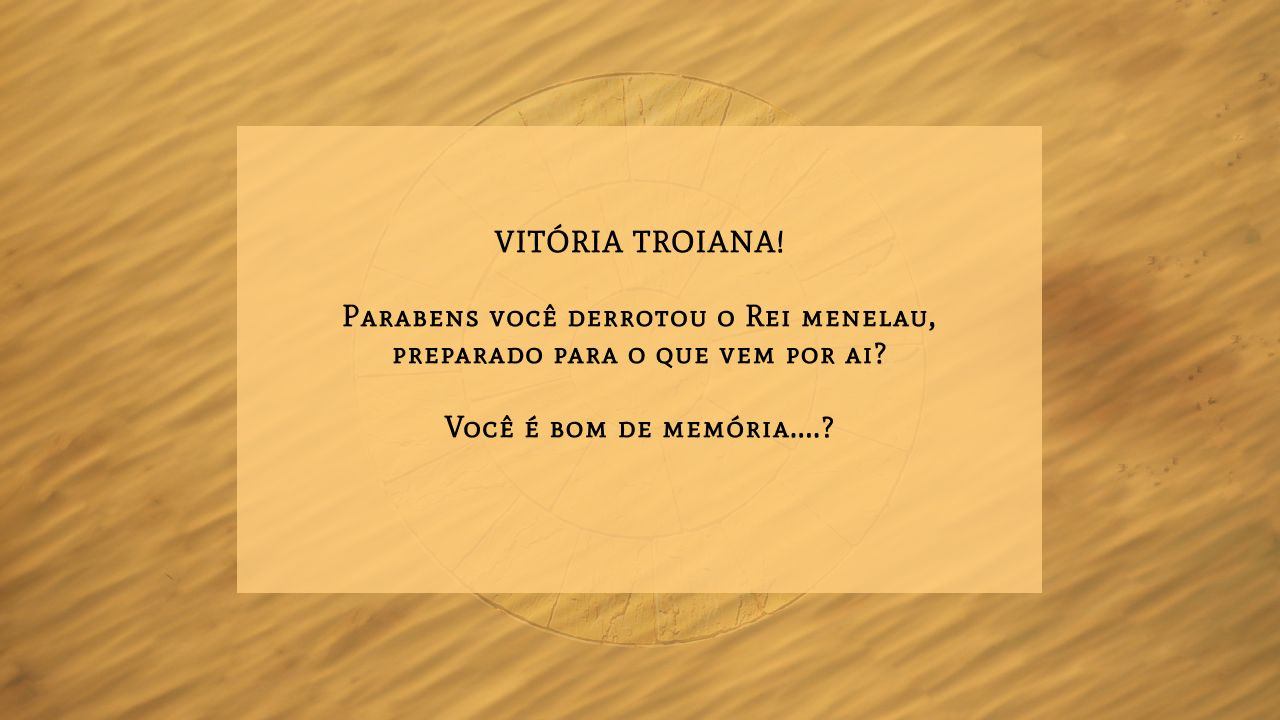 VITÓRIA TROIANA!
Parabens você derrotou o Rei menelau,
preparado para o que vem por ai?
Você é bom de memória....?